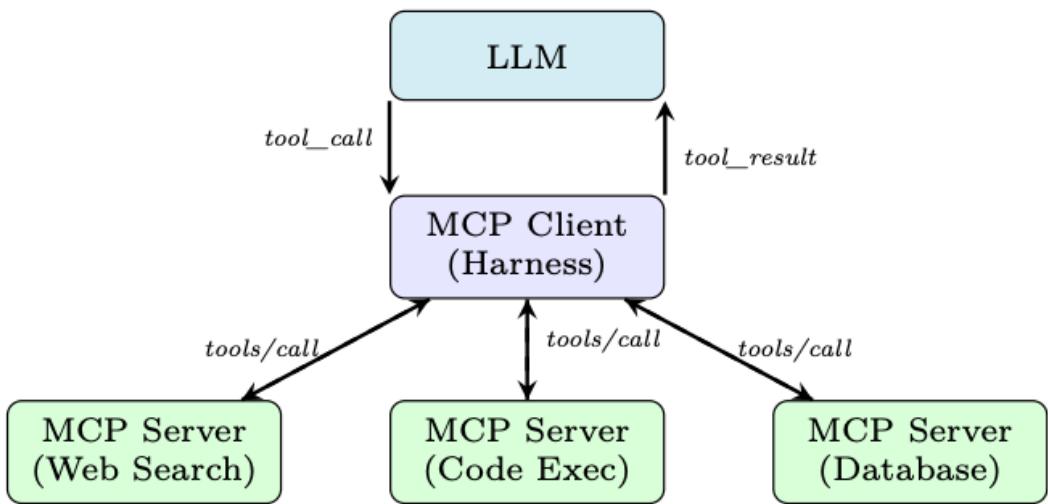 LLM
tool_call
tool_result
MCP Client
(Harness)
tools/call
tools/call
tools/call
MCP Server
(Web Search)
MCP Server
(Code Exec)
MCP Server
(Database)